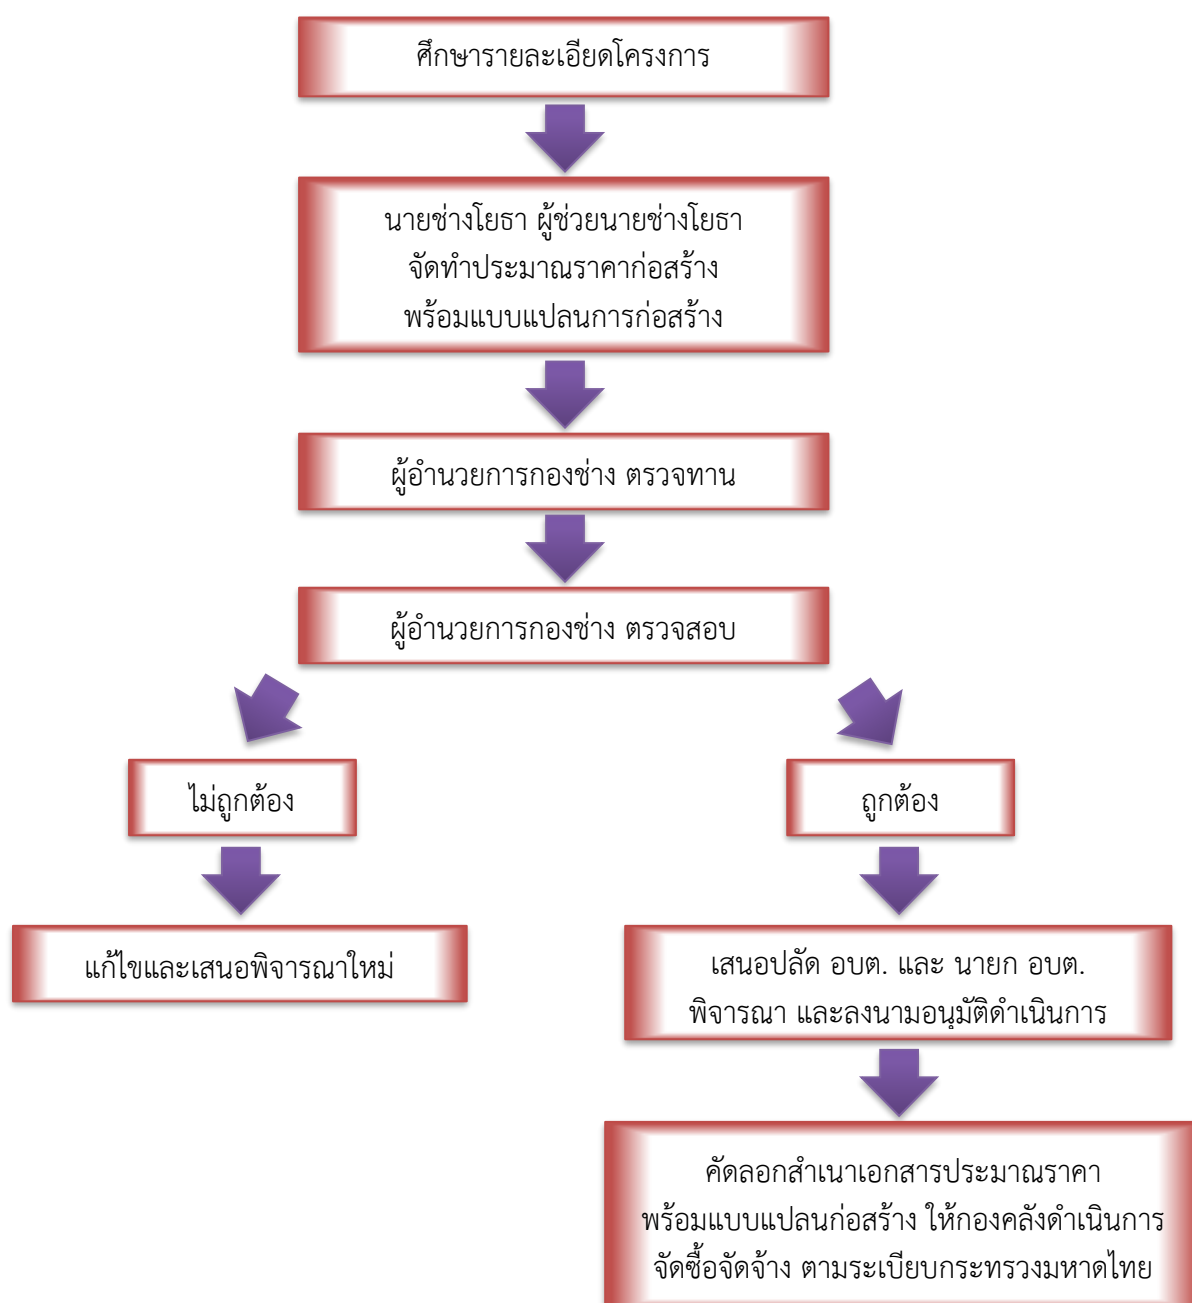 ศึกษารายละเอียดโครงการ
นายช่างโยธา ผู้ช่วยนายช่างโยธา
จัดทำประมาณราคาก่อสร้าง
พร้อมแบบแปลนการก่อสร้าง
ผู้อำนวยการกองช่าง ตรวจทาน
ผู้อำนวยการกองช่าง ตรวจสอบ
ไม่ถูกต้อง
ถูกต้อง
แก้ไขและเสนอพิจารณาใหม่
เสนอปลัด อบต. และ นายก อบต.
พิจารณา และลงนามอนุมัติดำเนินการ
คัดลอกสำเนาเอกสารประมาณราคา
พร้อมแบบแปลนก่อสร้าง ให้กองคลังดำเนินการ
จัดซื้อจัดจ้าง ตามระเบียบกระทรวงมหาดไทย